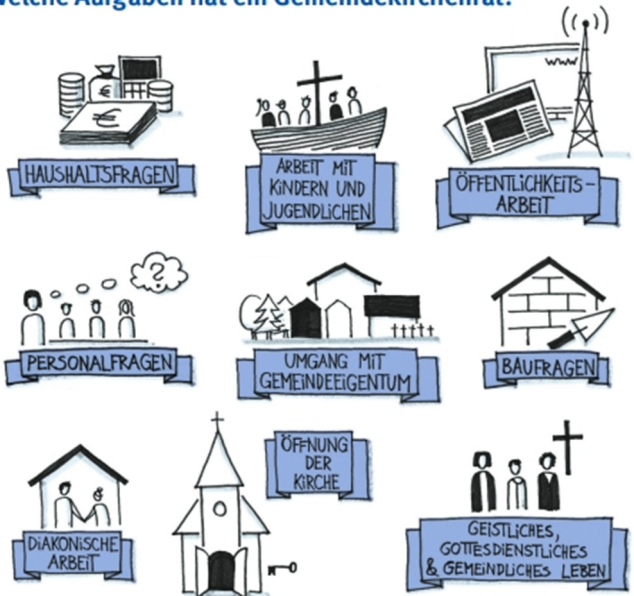 Welche Aufgaben hat ein Gemeindekirchenrat?
€
€
www
HAUSHALTSFRAGEN
ARBEIT MIT
KINDERN UND
JUGENDLICHEN
ÖFFENTLICHKEITS-
ARBEIT
?
PERSONALFRAGEN
UMGANG MIT
GEMEINDEEIGENTUM
BAUFRAGEN
ÖFFNUNG
DER
KIRCHE
DIAKONISCHE
ARBEIT
GEISTLICHES,
GOTTESDIENSTLICHES
& GEMEINDLICHES LEBEN